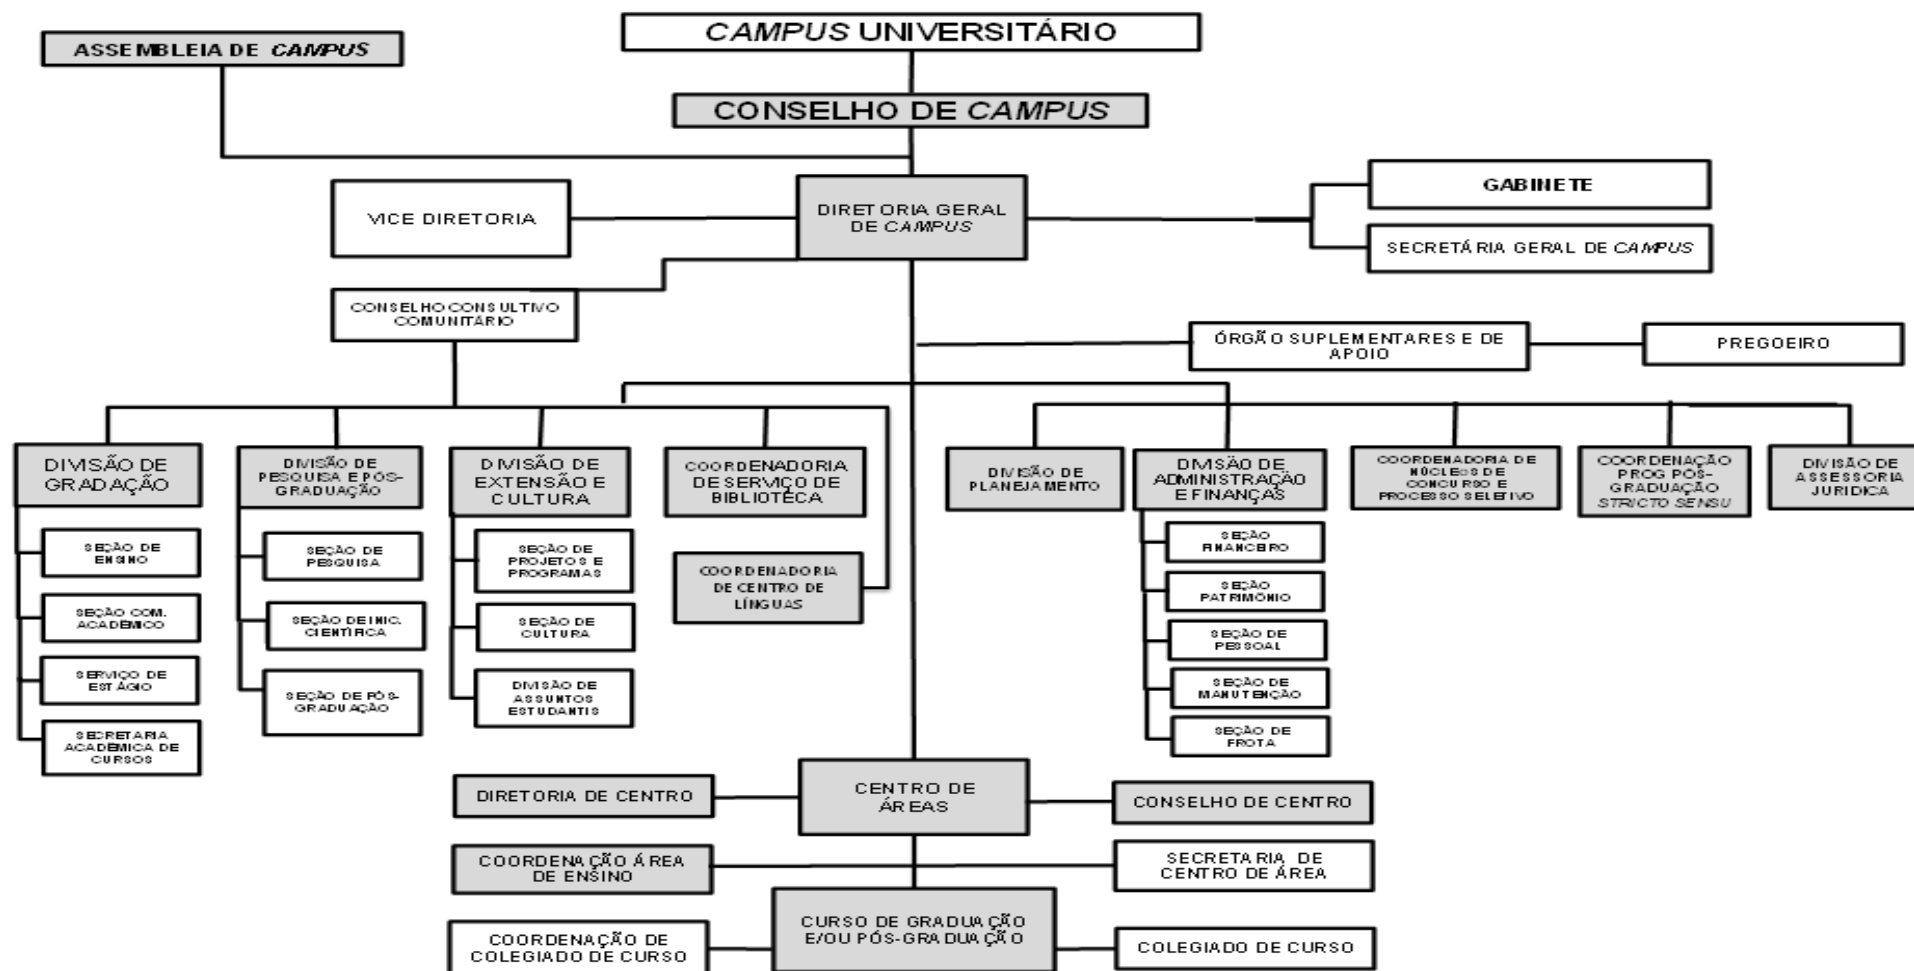 CAMPUS UNIVERSITÁRIO
ASSEMBLEIA DE CAMPUS
CONSELHO DE CAMPUS
VICE DIRETORIA
DIRETORIA GERAL
DE CAMPUS
GABINETE
SECRETÁRIA GERAL DE CAMPUS
CONSELHO CONSULTIVO
COMUNITÁRIO
ÓRGÃO SUPLEMENTARES E DE
APOIO
PREGOEIRO
DIVISÃO DE
GRADAÇÃO
DIVISÃO DE
PESQUISA E PÓS-
GRADUAÇÃO
DIVISÃO DE
EXTENSÃO E
CULTURA
COORDENADORIA
DE SERVIÇO DE
BIBLIOTÉCA
DIVISÃO DE
PLANEJAMENTO
DIVISÃO DE
ADMINISTRAÇÃO
E FINANÇAS
COORDENADORIA DE
NÚCLEOS DE
CONCURSO E
PROCESSO SELETIVO
COORDENAÇÃO
PROG PÓS-
GRADUAÇÃO
STRICTO SENSU
DIVISÃO DE
ASSESSORIA
JURIDICA
SEÇÃO DE
ENSINO
SEÇÃO COM.
ACADÊMICO
SERVIÇO DE
ESTÁGIO
SECRETARIA
ACADÊMICA DE
CURSOS
SEÇÃO DE
PESQUISA
SEÇÃO DE INIC.
CIENTÍFICA
SEÇÃO DE PÓS-
GRADUAÇÃO
SEÇÃO DE
PROJETOS E
PROGRAMAS
SEÇÃO DE
CULTURA
DIVISÃO DE
ASSUNTOS
ESTUDANTIS
COORDENADORIA
DE CENTRO DE
LÍNGUAS
SEÇÃO
FINANCEIRO
SEÇÃO
PATRIMÔNIO
SEÇÃO DE
PESSOAL
SEÇÃO DE
MANUTENÇÃO
SEÇÃO DE
FROTA
DIRETORIA DE CENTRO
CENTRO DE
ÁREAS
CONSELHO DE CENTRO
COORDENAÇÃO ÁREA
DE ENSINO
SECRETARIA DE
CENTRO DE ÁREA
COORDENAÇÃO DE
COLEGIADO DE CURSO
CURSO DE GRADUAÇÃO
E/OU PÓS-GRADUAÇÃO
COLEGIADO DE CURSO